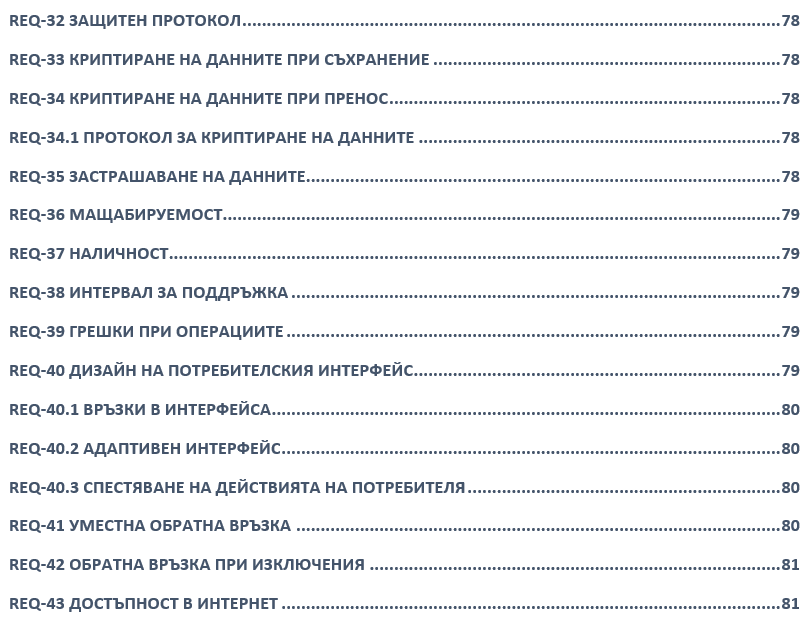 REQ-32 ЗАЩИТЕН ПРОТОКОЛ........................................78
REQ-33 КРИПТИРАНЕ НА ДАННИТЕ ПРИ СЪХРАНЕНИЕ ........................................78
REQ-34 КРИПТИРАНЕ НА ДАННИТЕ ПРИ ПРЕНОС........................................78
REQ-34.1 ПРОТОКОЛ ЗА КРИПТИРАНЕ НА ДАННИТЕ ........................................78
REQ-35 ЗАСТРАШАВАНЕ НА ДАННИТЕ........................................78
REQ-36 МАЩАБИРУЕМОСТ........................................79
REQ-37 НАЛИЧНОСТ........................................79
REQ-38 ИНТЕРВАЛ ЗА ПОДДРЪЖКА ........................................79
REQ-39 ГРЕШКИ ПРИ ОПЕРАЦИИТЕ ........................................79
REQ-40 ДИЗАЙН НА ПОТРЕБИТЕЛСКИЯ ИНТЕРФЕЙС........................................79
REQ-40.1 ВРЪЗКИ В ИНТЕРФЕЙСА........................................80
REQ-40.2 АДАПТИВЕН ИНТЕРФЕЙС........................................80
REQ-40.3 СПЕСТЯВАНЕ НА ДЕЙСТВИЯТА НА ПОТРЕБИТЕЛЯ........................................80
REQ-41 УМЕСТНА ОБРАТНА ВРЪЗКА ........................................80
REQ-42 ОБРАТНА ВРЪЗКА ПРИ ИЗКЛЮЧЕНИЯ ........................................81
REQ-43 ДОСТЪПНОСТ В ИНТЕРНЕТ ........................................81